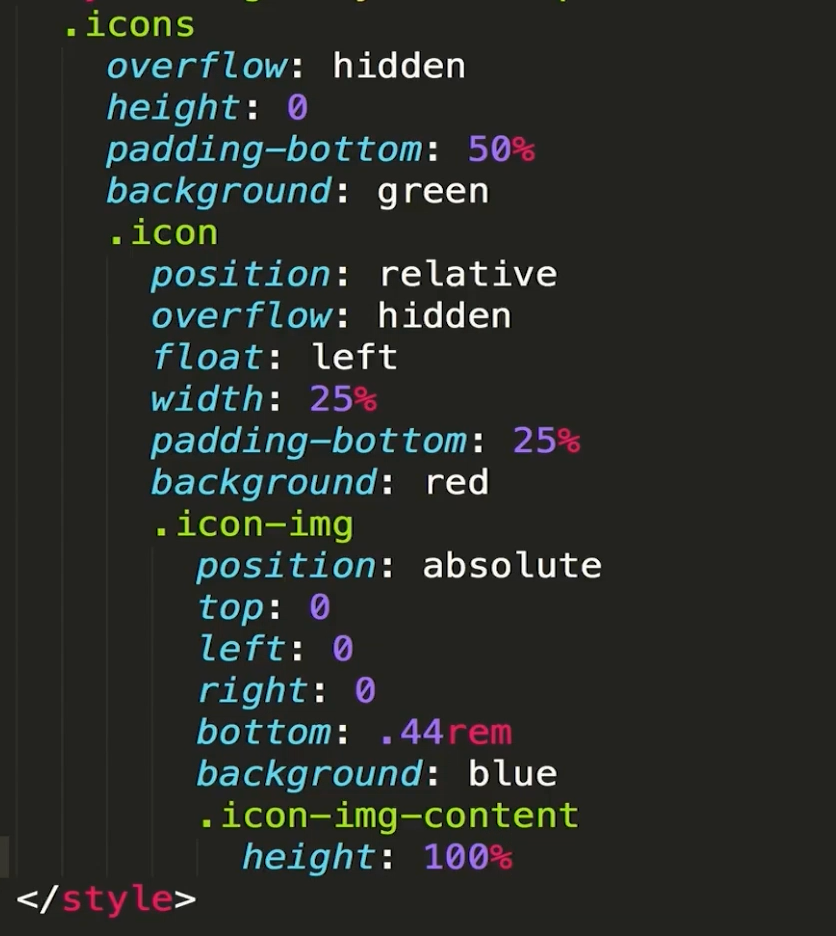 .icons
overflow: hidden
height: 0
padding-bottom: 50%
background: green
.icon
position: relative
overflow: hidden
float: left
width: 25%
padding-bottom: 25%
background: red
.icon-img
position: absolute
top: 0
left: 0
right: 0
bottom: .44rem
background: blue
.icon-img-content
height: 100%
</style>